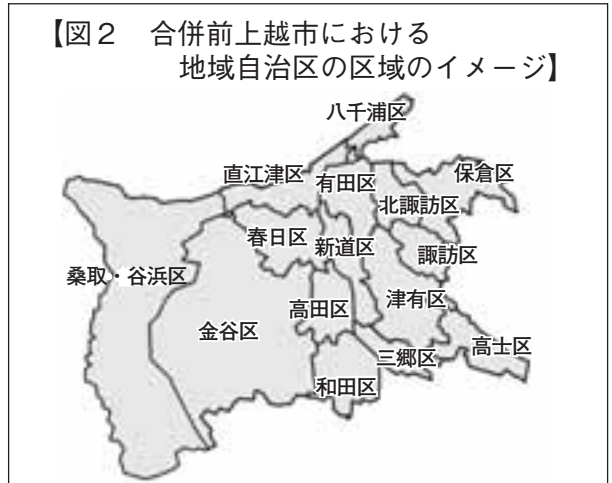 【図2 合併前上越市における
地域自治区の区域のイメージ】
八千浦区
直江津区
有田区
保倉区
北諏訪区
春日区
新道区
諏訪区
桑取・谷浜区
津有区
高田区
金谷区
三郷区
高士区
和田区